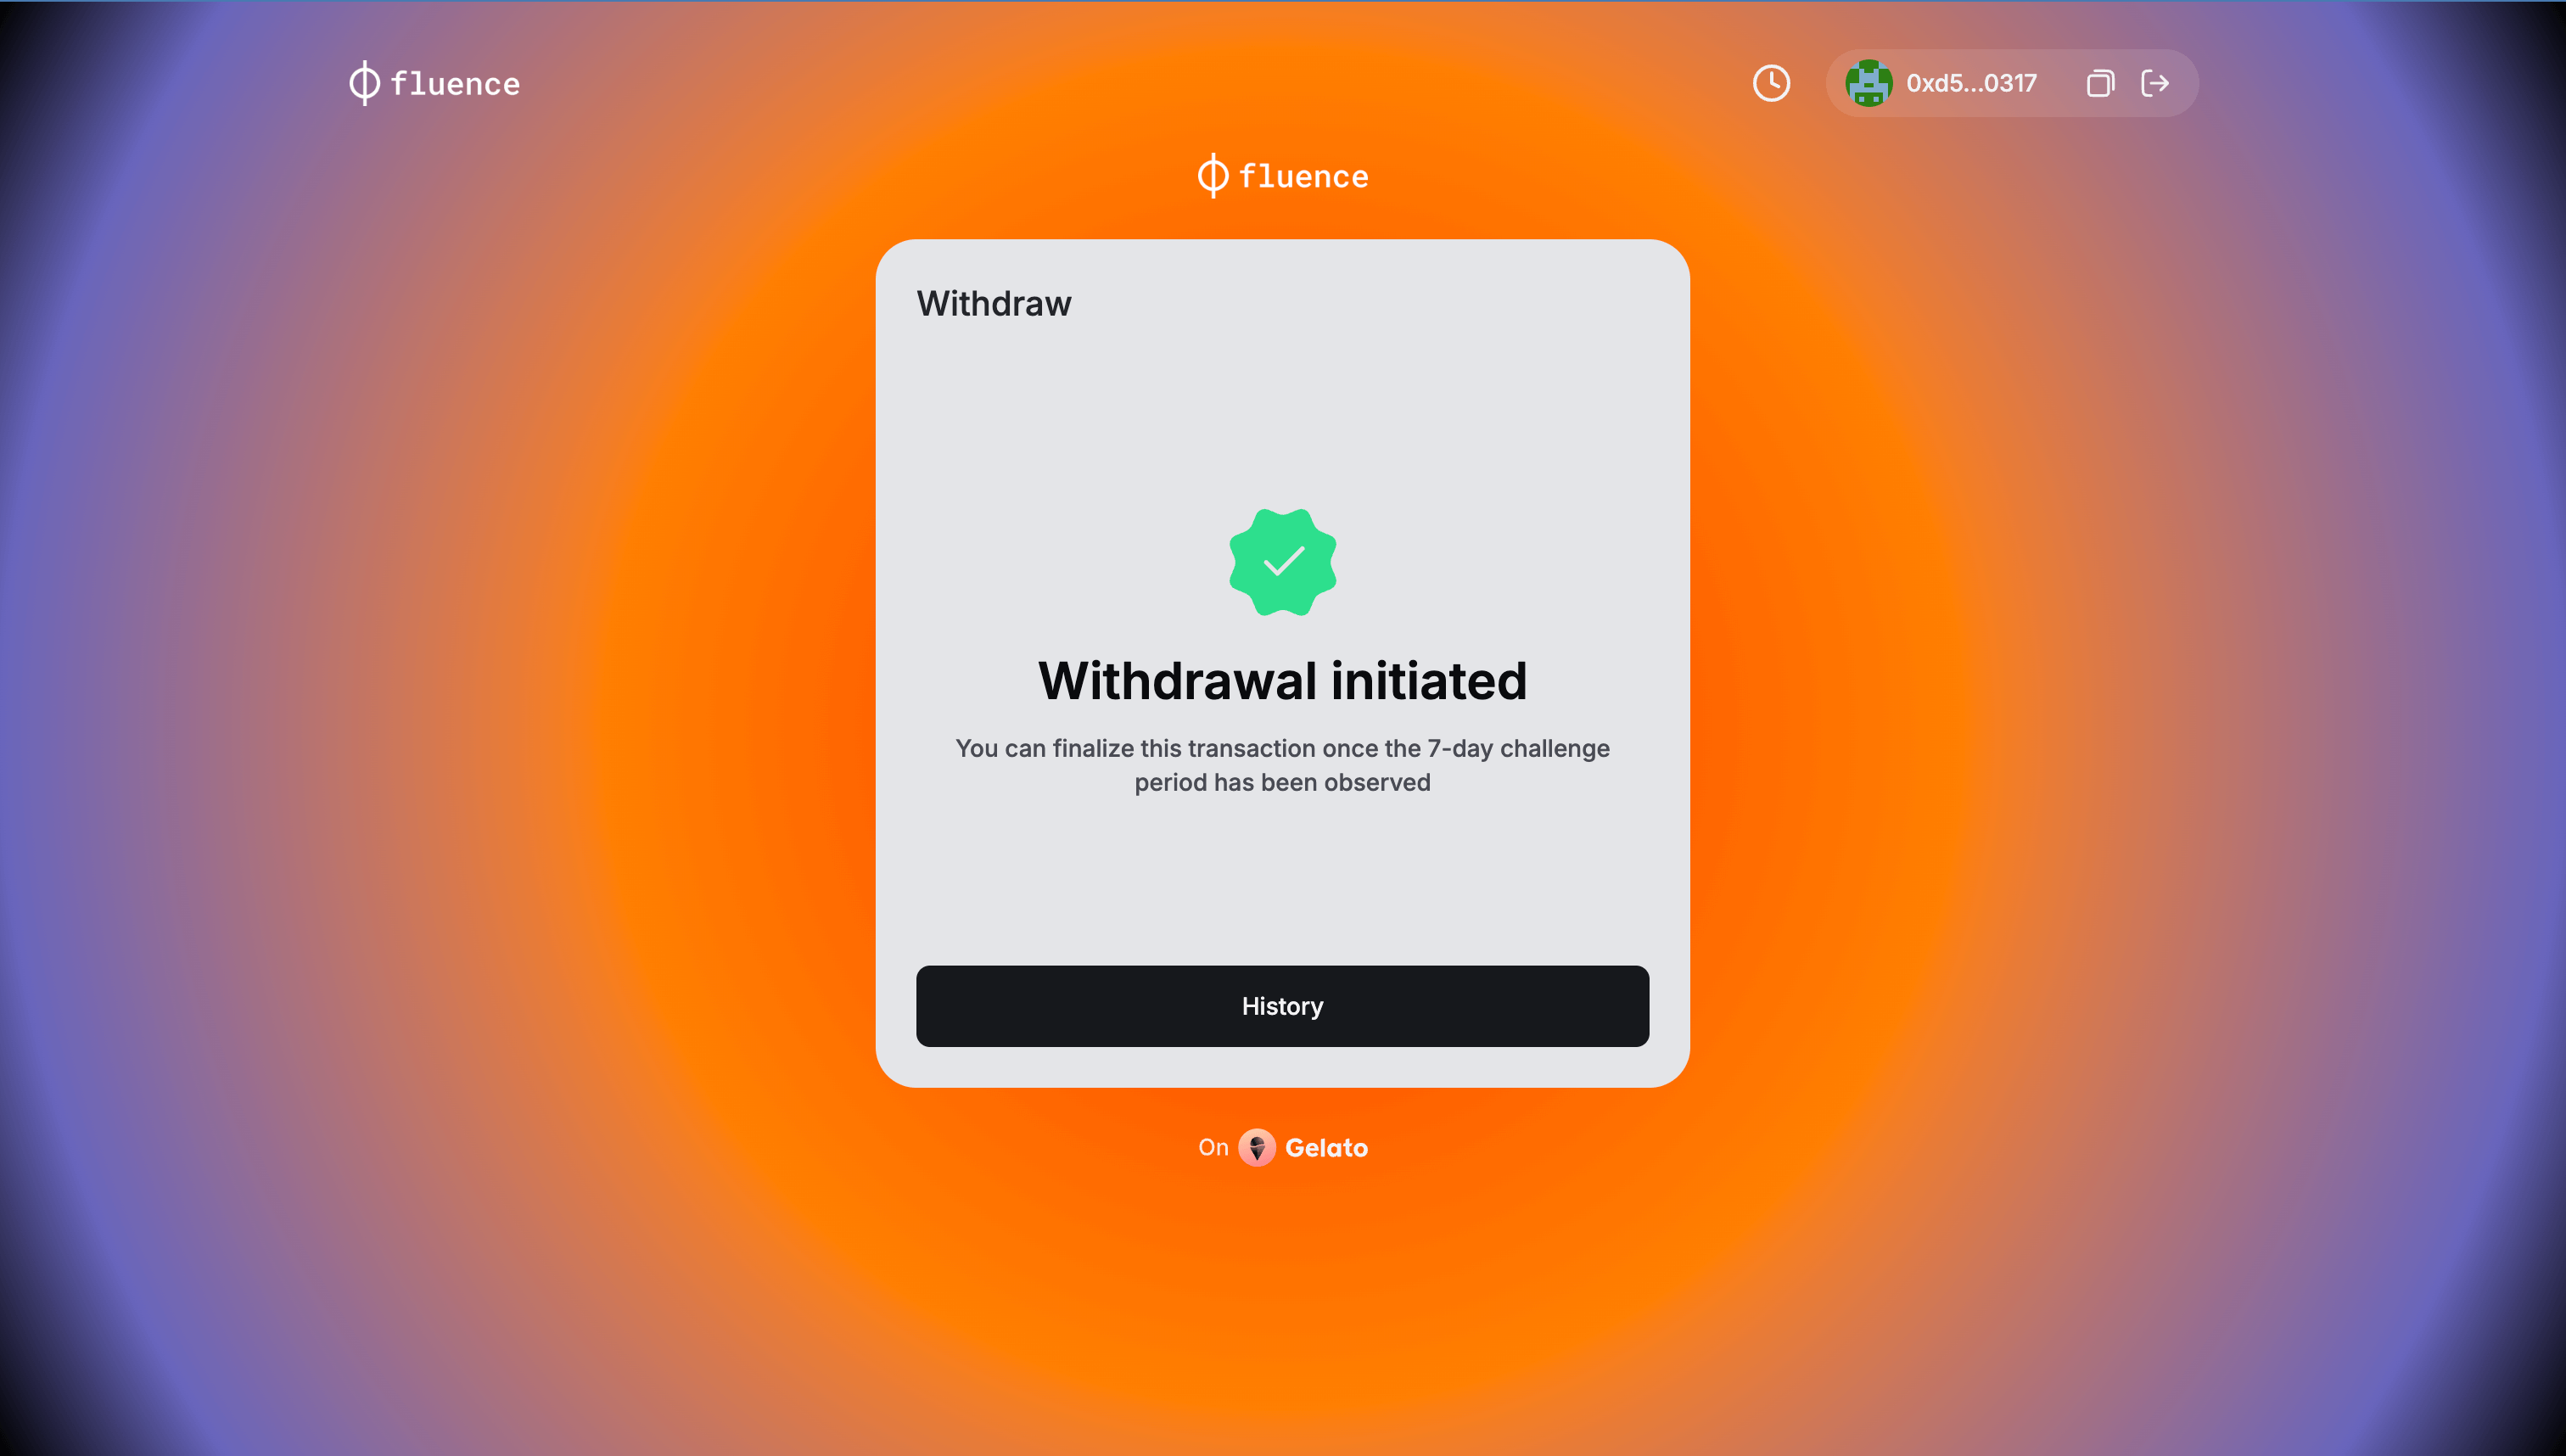 fluence
0xd5...0317
fluence
Withdraw
Withdrawal initiated
You can finalize this transaction once the 7-day challenge
period has been observed
History
On Gelato